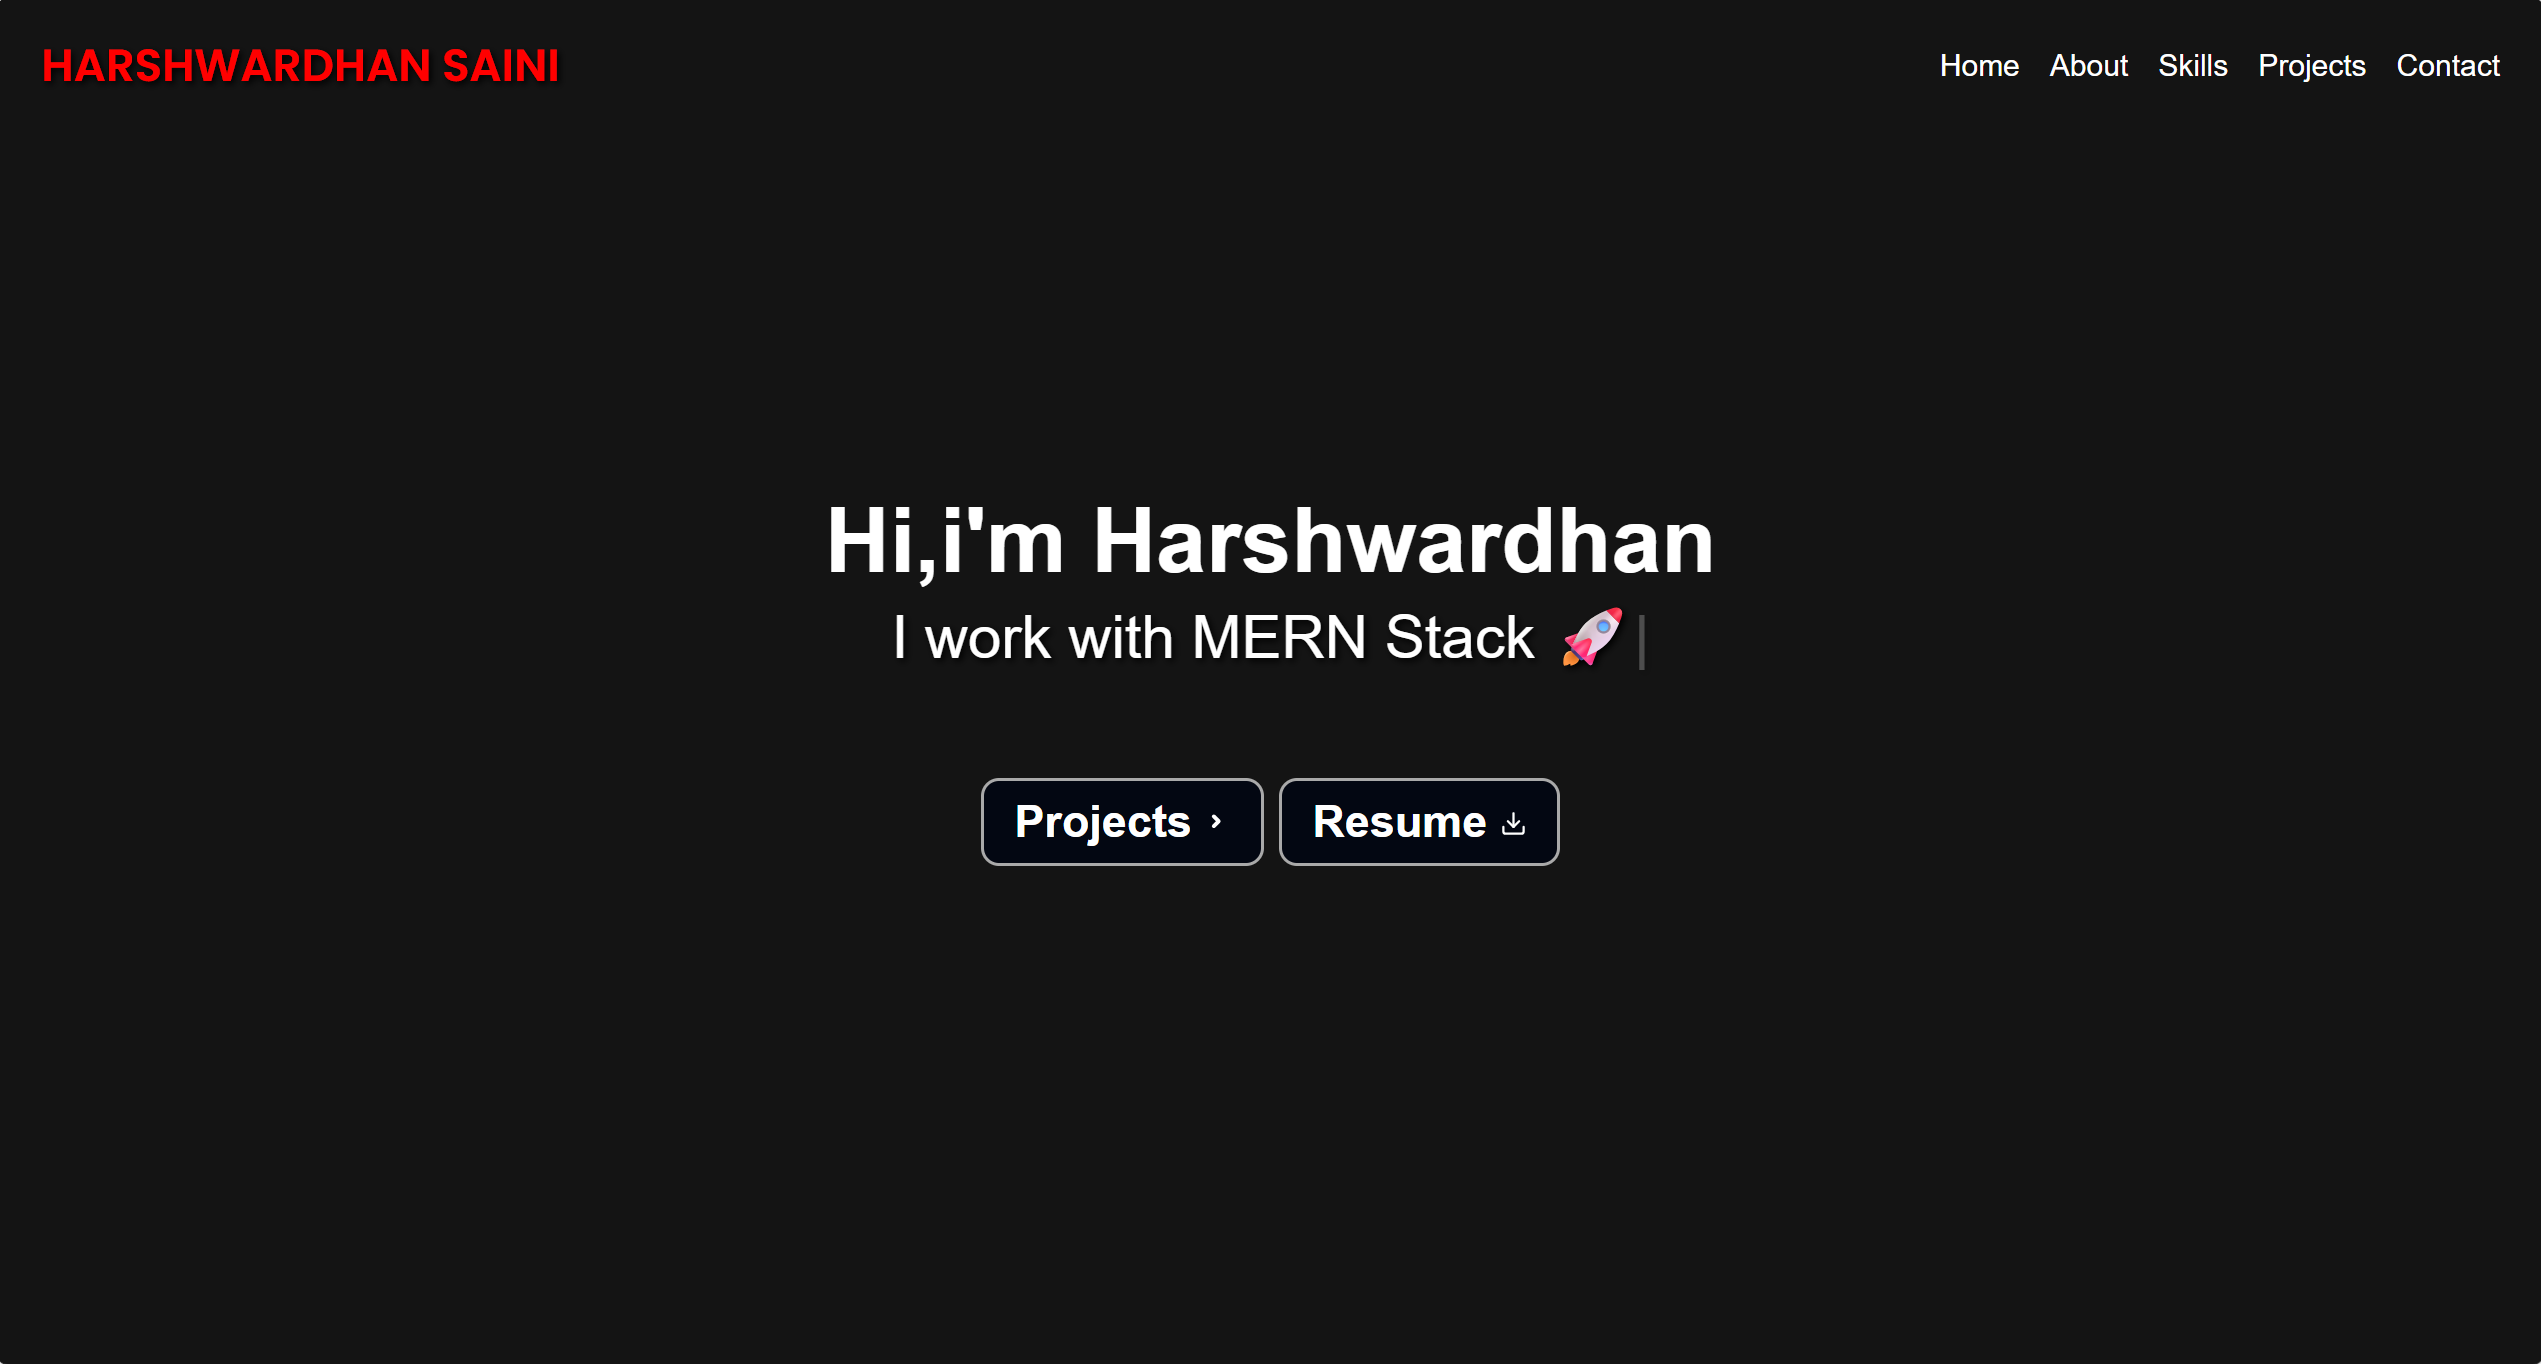 HARSHWARDHAN SAINI
Home About Skills Projects Contact
Hi,i'm Harshwardhan
I work with MERN Stack 🚀|
Projects ›
Resume